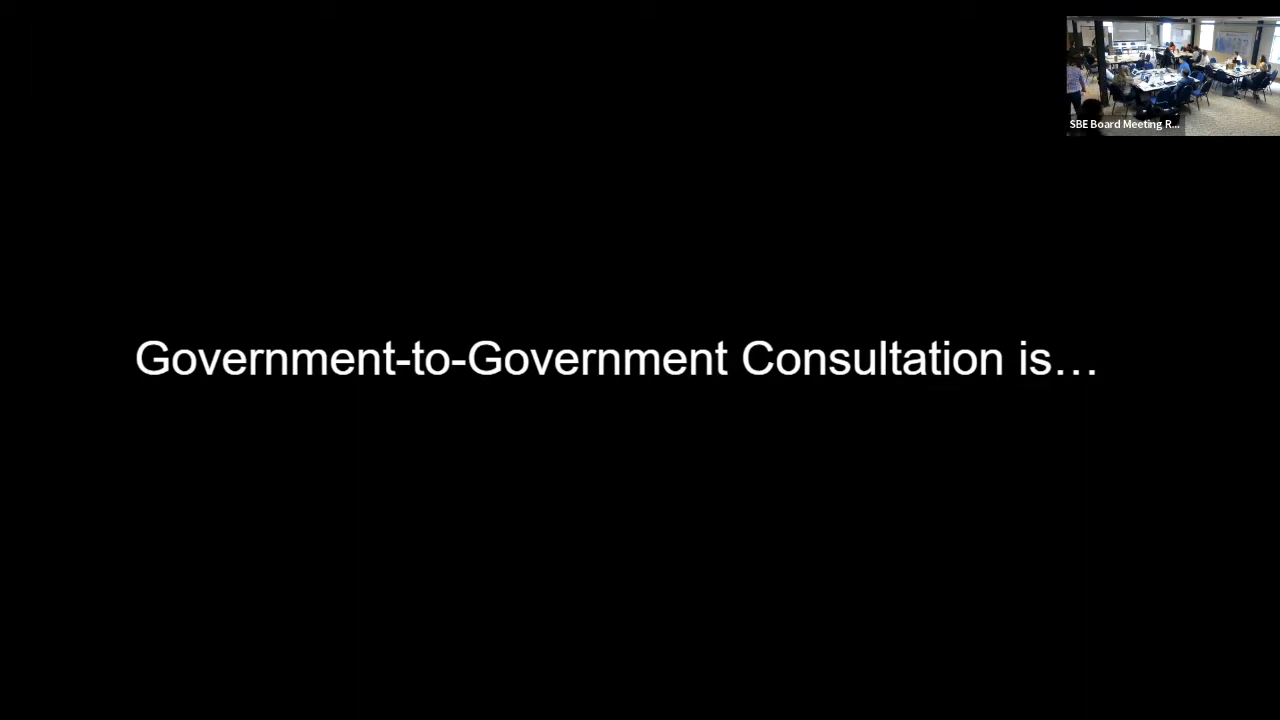 SBE Board Meeting R...
Government-to-Government Consultation is…